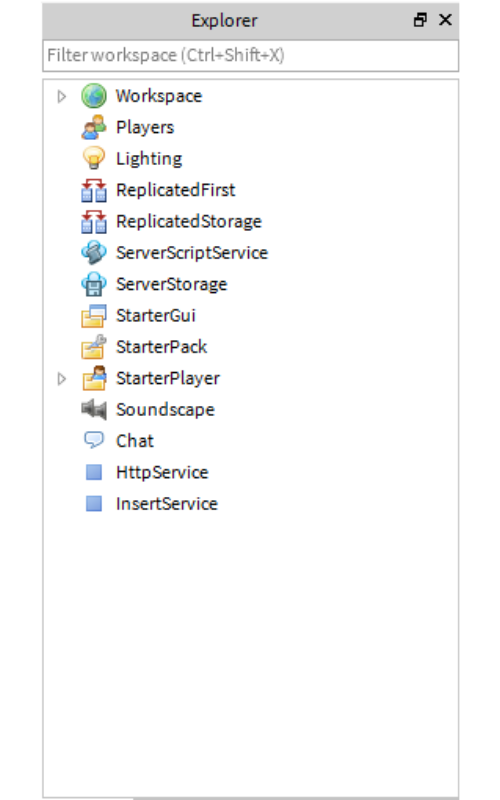 Explorer
Filter workspace (Ctrl+Shift+X)
Workspace
Players
Lighting
ReplicatedFirst
ReplicatedStorage
ServerScriptService
ServerStorage
StarterGui
StarterPack
StarterPlayer
Soundscape
Chat
HttpService
InsertService